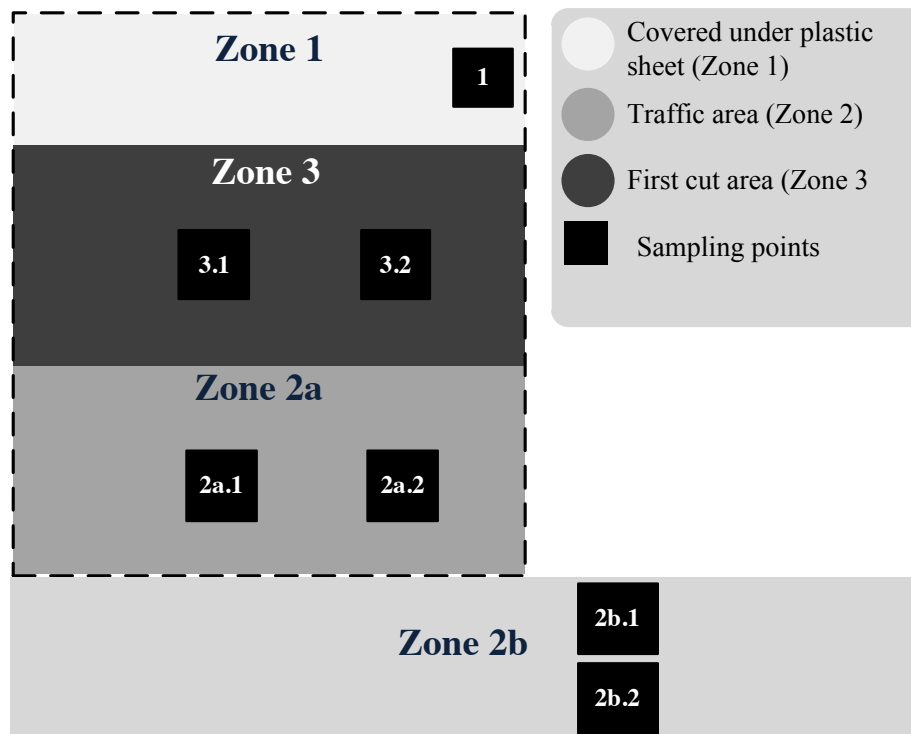 Zone 1
1
Zone 3
3.1 3.2
Zone 2a
2a.1 2a.2
Zone 2b
2b.1
2b.2
Covered under plastic
sheet (Zone 1)
Traffic area (Zone 2)
First cut area (Zone 3
Sampling points